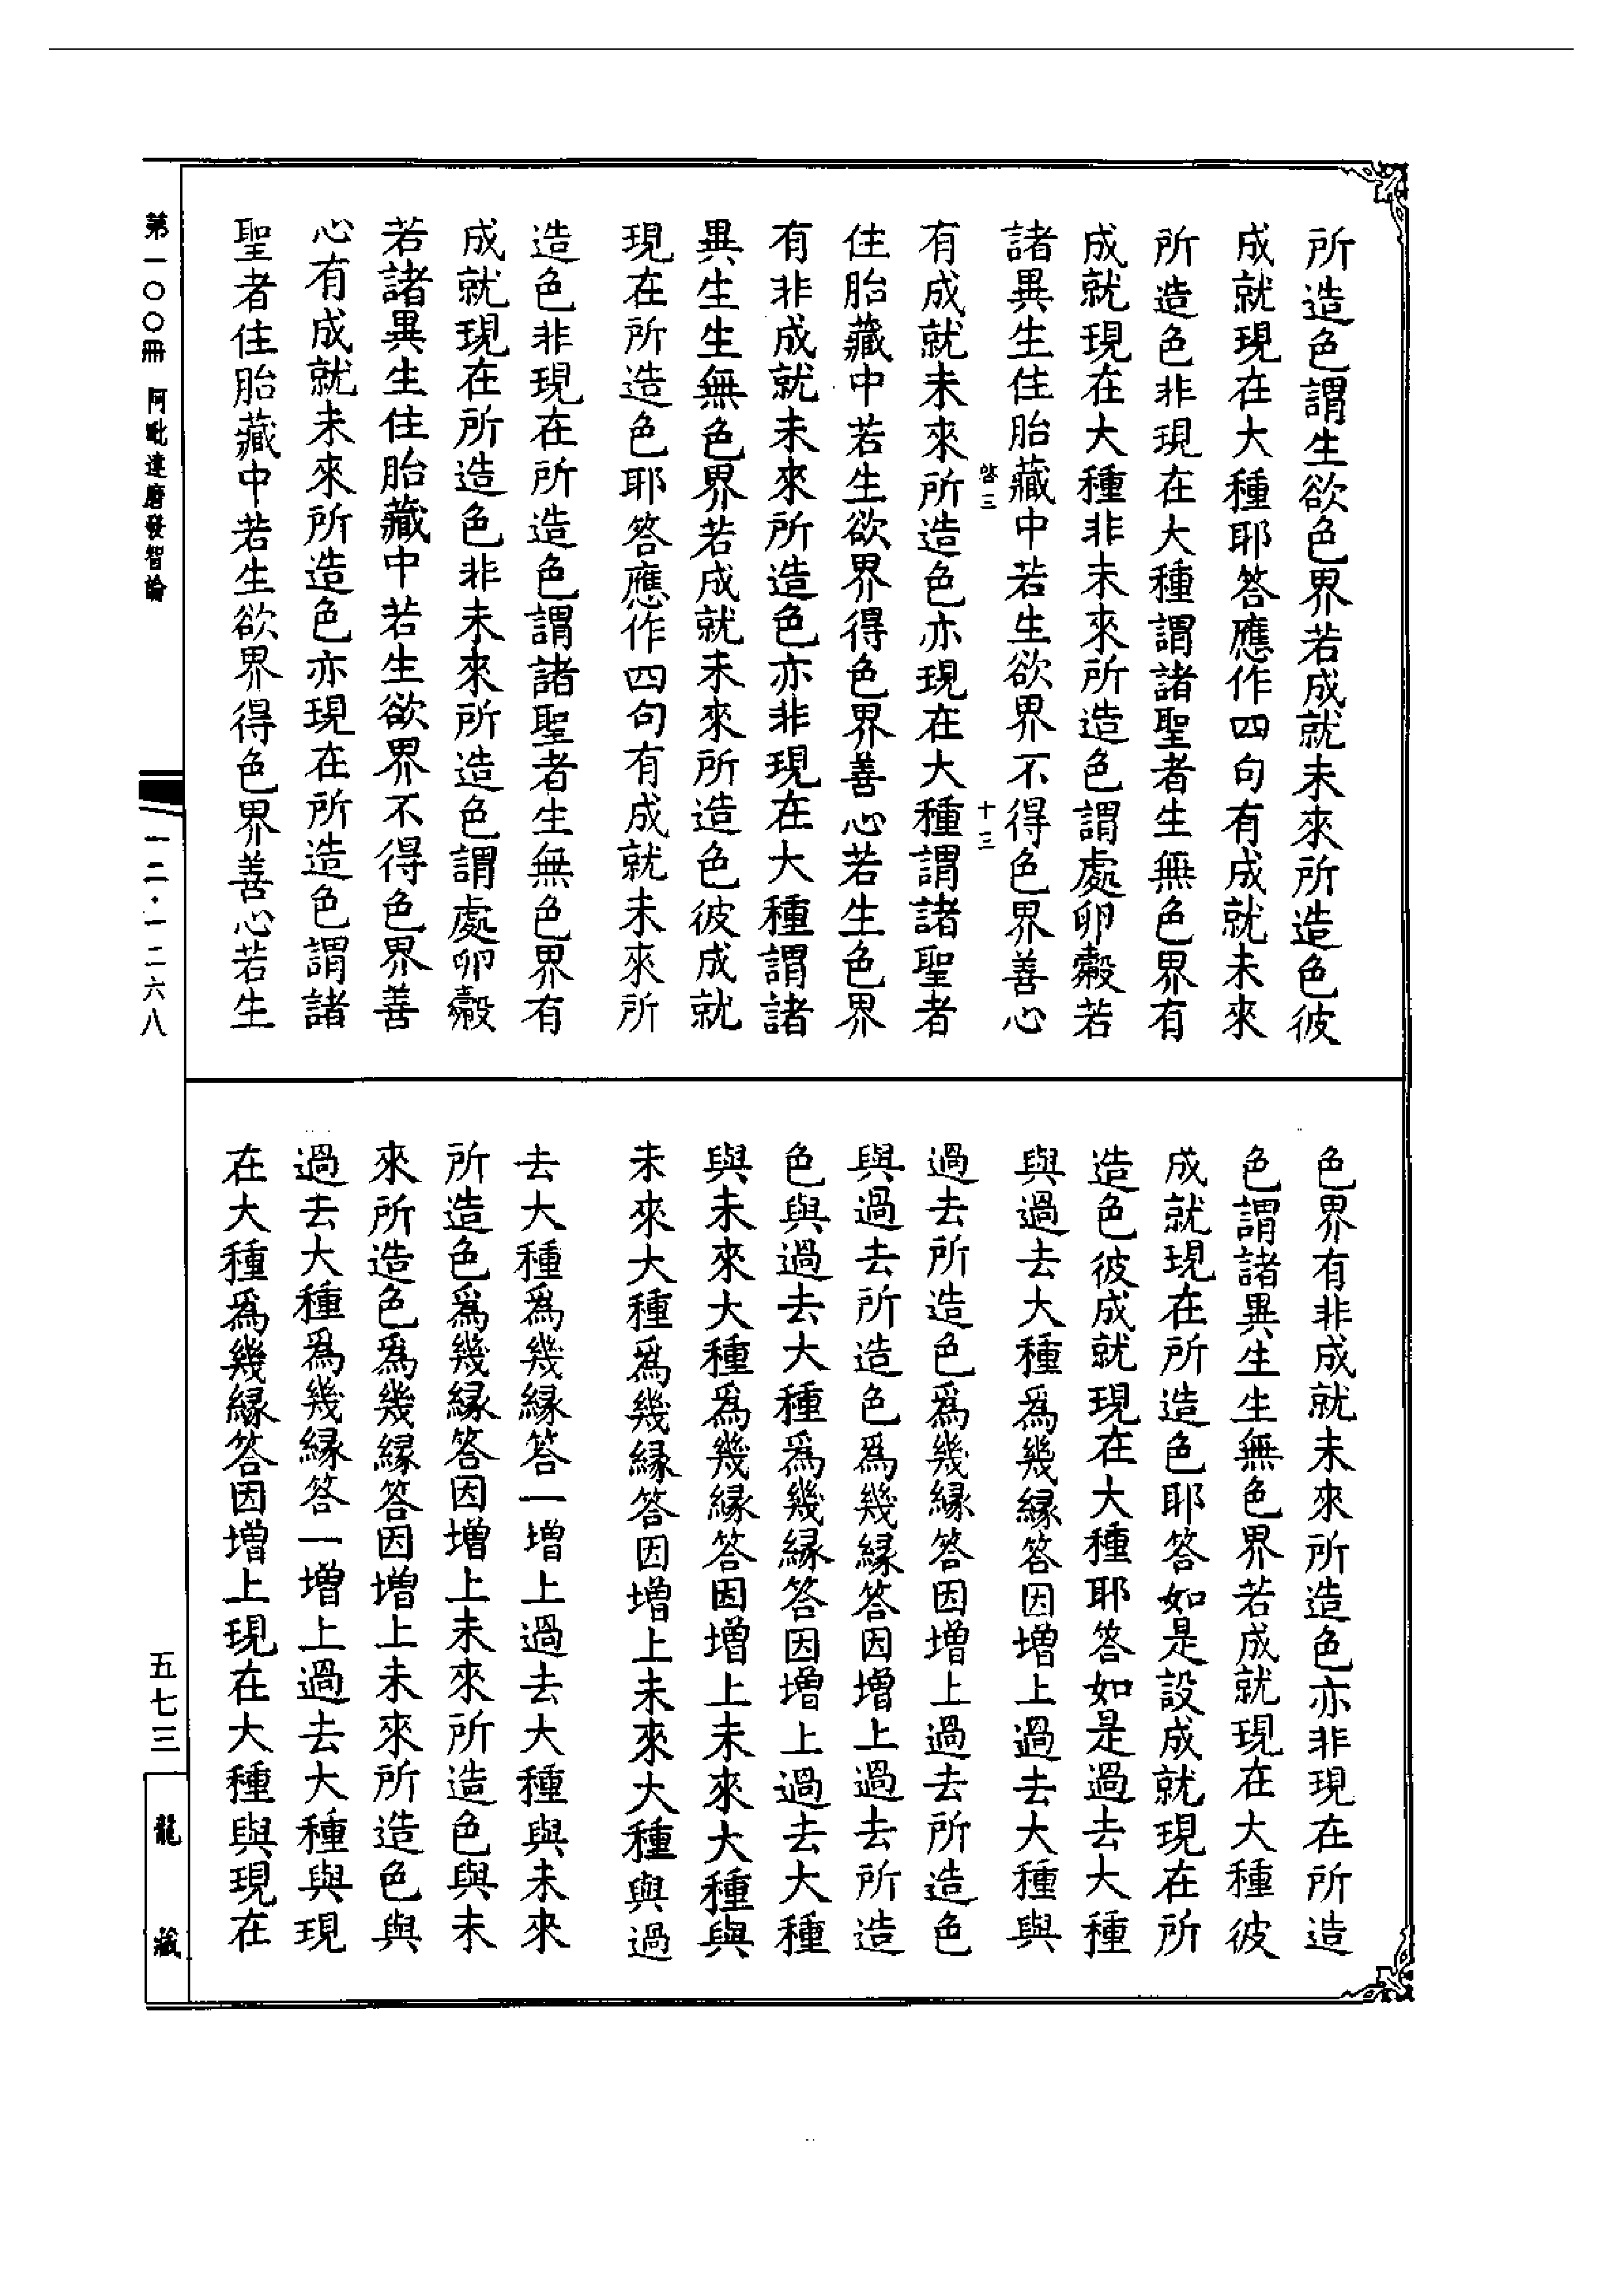 所造色謂生欲色界若成就未來所造色彼
成就現在大種耶答應作四句有成就未來
所造色非現在大種謂諸聖者生無色界有
成就現在大種非未來所造色謂處卵㲉若
諸異生住胎藏中若生欲界不得色界善心
啓三 十三
有成就未來所造色亦現在大種謂諸聖者
住胎藏中若生欲界得色界善心若生色界
有非成就未來所造色亦非現在大種謂諸
異生生無色界若成就未來所造色彼成就
現在所造色耶答應作四句有成就未來所
造色非現在所造色謂諸聖者生無色界有
成就現在所造色非未來所造色謂處卵㲉
若諸異生住胎藏中若生欲界不得色界善
心有成就未來所造色亦現在所造色謂諸
聖者住胎藏中若生欲界得色界善心若生
色界有非成就未來所造色亦非現在所造
色謂諸異生生無色界若成就現在大種彼
成就現在所造色耶答如是設成就現在所
造色彼成就現在大種耶答如是過去大種
與過去大種爲幾緣答因增上過去大種與
過去所造色爲幾緣答因增上過去所造色
與過去所造色爲幾緣答因增上過去所造
色與過去大種爲幾緣答因增上過去大種
與未來大種爲幾緣答因增上未來大種與
未來大種爲幾緣答因增上未來大種與過
去大種爲幾緣答一增上過去大種與未來
所造色爲幾緣答因增上未來所造色與未
來所造色爲幾緣答因增上未來所造色與
過去大種爲幾緣答一增上過去大種與現
在大種爲幾緣答因增上現在大種與現在
第一〇〇冊 阿毗達磨發智論
一二·一二六八
五七三
龍藏